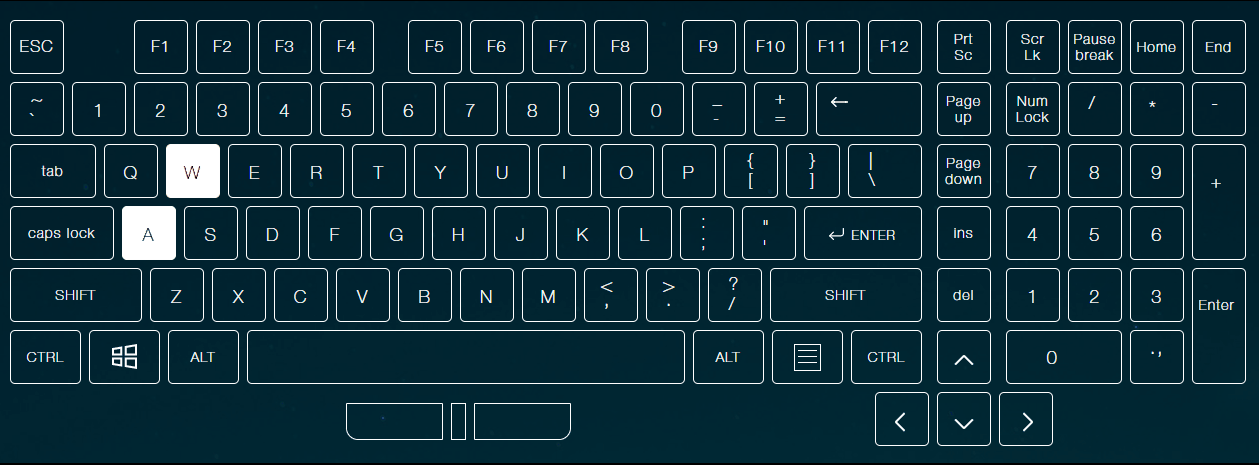 ESC F1 F2 F3 F4 F5 F6 F7 F8 F9 F10 F11 F12 Prt Sc Scr Lk Pause break Home End
~ ` 1 2 3 4 5 6 7 8 9 0 _ - + = ← Page up Num Lock / * -
tab Q W E R T Y U I O P { [ } ] | \ Page down 7 8 9 +
caps lock A S D F G H J K L : ; " ' ↵ ENTER ins 4 5 6
SHIFT Z X C V B N M < , > . ? / SHIFT del 1 2 3 Enter
CTRL ALT ALT CTRL 0 . ,